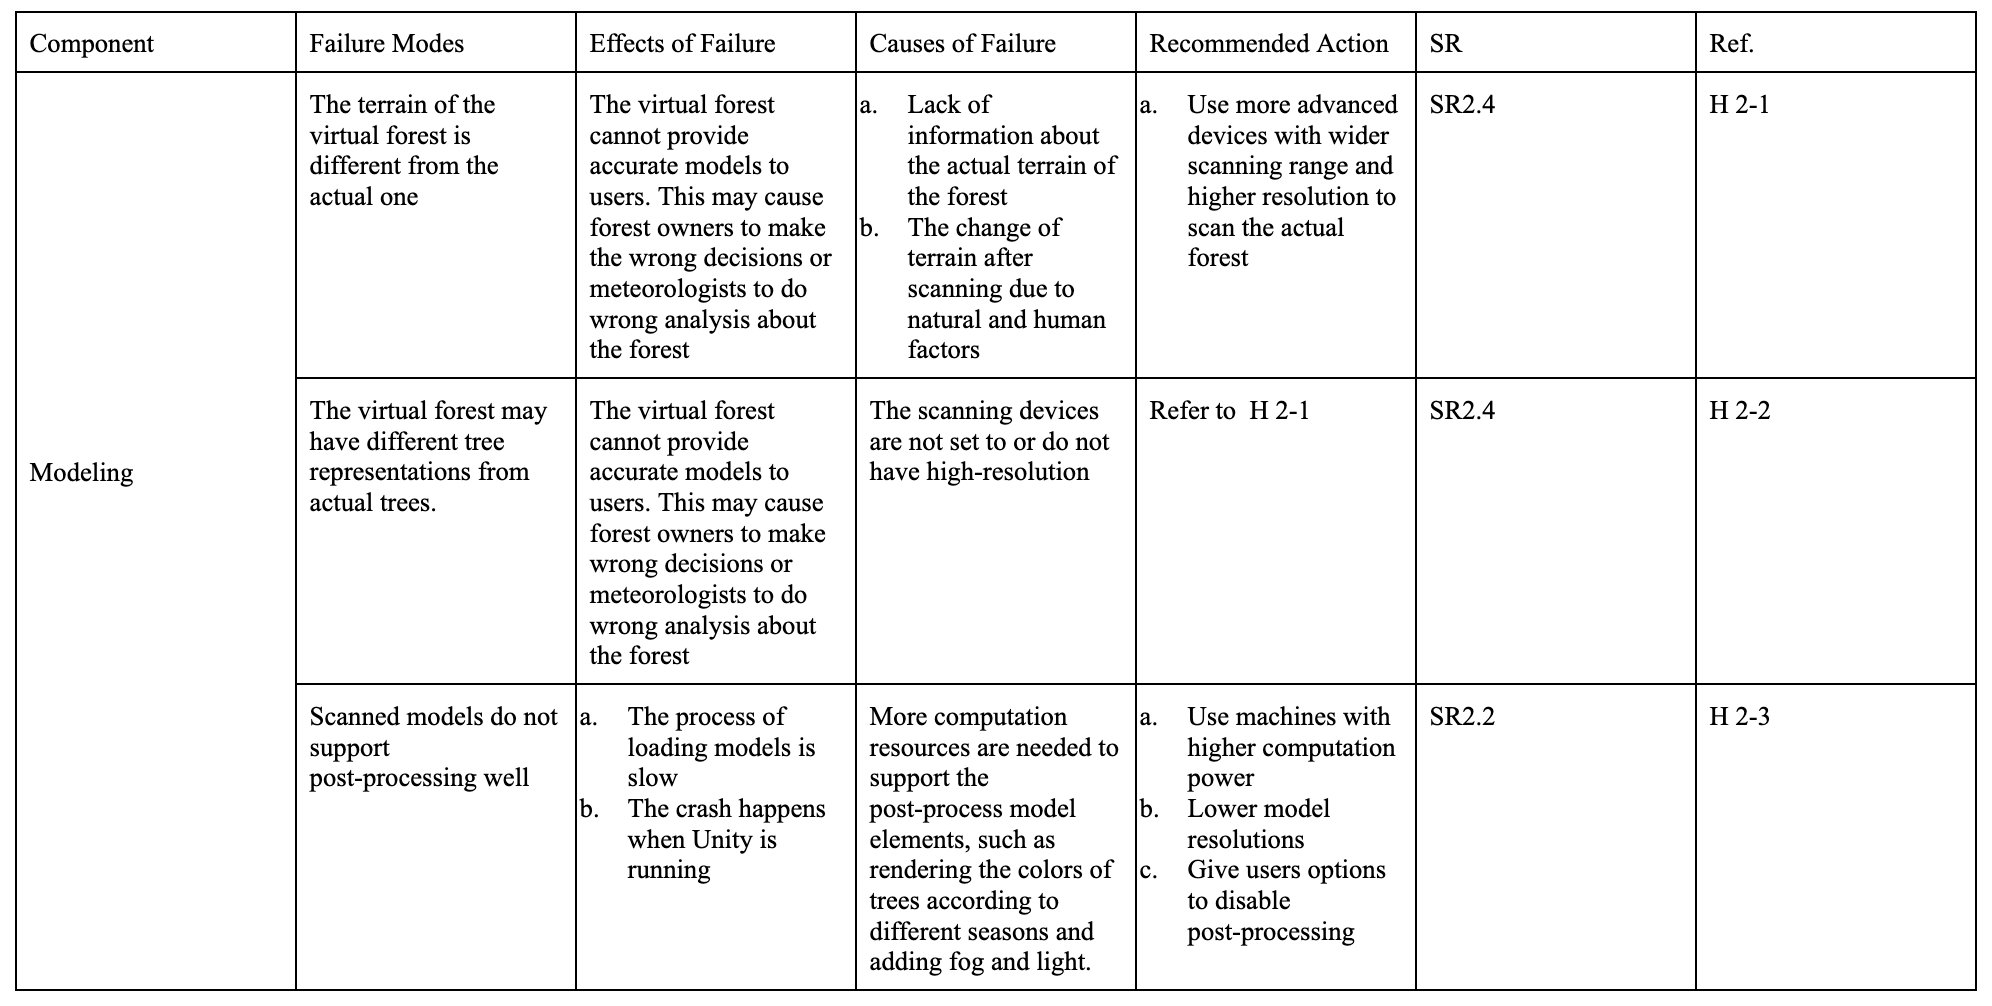 Component
Failure Modes
Effects of Failure
Causes of Failure
Recommended Action
SR
Ref.
Modeling
The terrain of the
virtual forest is
different from the
actual one
The virtual forest
cannot provide
accurate models to
users. This may cause
forest owners to make
the wrong decisions or
meteorologists to do
wrong analysis about
the forest
a. Lack of
information about
the actual terrain of
the forest
b. The change of
terrain after
scanning due to
natural and human
factors
a. Use more advanced
devices with wider
scanning range and
higher resolution to
scan the actual
forest
SR2.4
H 2-1
The virtual forest may
have different tree
representations from
actual trees.
The virtual forest
cannot provide
accurate models to
users. This may cause
forest owners to make
wrong decisions or
meteorologists to do
wrong analysis about
the forest
The scanning devices
are not set to or do not
have high-resolution
Refer to  H 2-1
SR2.4
H 2-2
Scanned models do not
support
post-processing well
a. The process of
loading models is
slow
b. The crash happens
when Unity is
running
More computation
resources are needed to
support the
post-process model
elements, such as
rendering the colors of
trees according to
different seasons and
adding fog and light.
a. Use machines with
higher computation
power
b. Lower model
resolutions
c. Give users options
to disable
post-processing
SR2.2
H 2-3